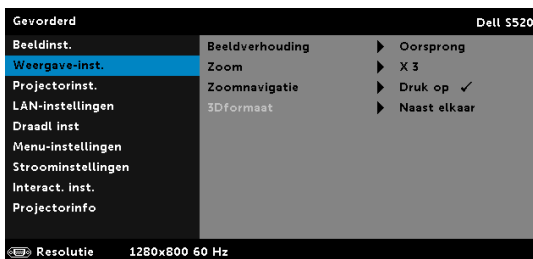 Gevorderd Dell S520
Beeldinst. Beeldverhouding Oorsprong
Weergave-inst. Zoom X 3
Projectorinst. Zoomnavigatie Druk op ✓
LAN-instellingen 3Dformaat Naast elkaar
Draadl inst
Menu-instellingen
Stroominstellingen
Interact. inst.
Projectorinfo
Resolutie 1280x800 60 Hz